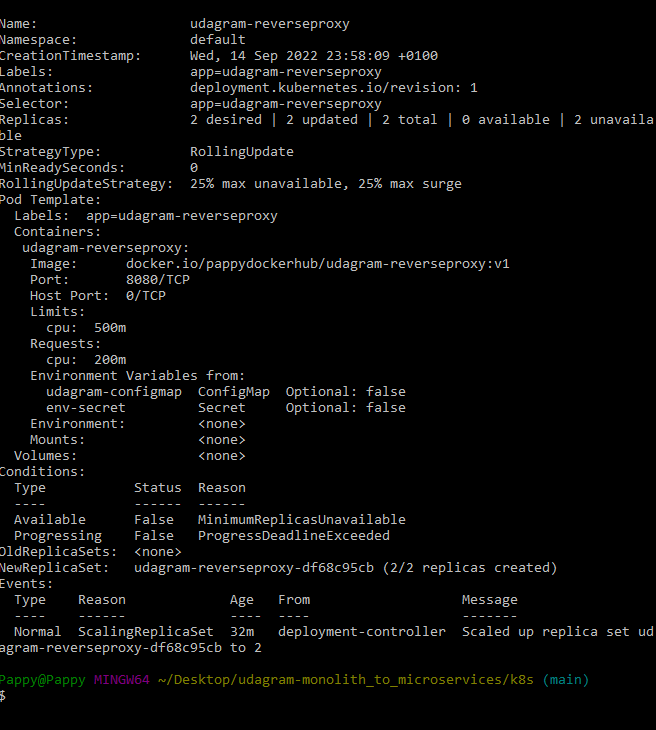 Name:                   udagram-reverseproxy
Namespace:              default
CreationTimestamp:      Wed, 14 Sep 2022 23:58:09 +0100
Labels:                 app=udagram-reverseproxy
Annotations:            deployment.kubernetes.io/revision: 1
Selector:               app=udagram-reverseproxy
Replicas:               2 desired | 2 updated | 2 total | 0 available | 2 unavaila
ble
StrategyType:           RollingUpdate
MinReadySeconds:        0
RollingUpdateStrategy:  25% max unavailable, 25% max surge
Pod Template:
  Labels:  app=udagram-reverseproxy
  Containers:
   udagram-reverseproxy:
    Image:      docker.io/pappydockerhub/udagram-reverseproxy:v1
    Port:       8080/TCP
    Host Port:  0/TCP
    Limits:
      cpu:  500m
    Requests:
      cpu:  200m
    Environment Variables from:
      udagram-configmap  ConfigMap  Optional: false
      env-secret         Secret     Optional: false
    Environment:         <none>
    Mounts:              <none>
  Volumes:               <none>
Conditions:
  Type           Status  Reason
  ----           ------  ------
  Available      False   MinimumReplicasUnavailable
  Progressing    False   ProgressDeadlineExceeded
OldReplicaSets:  <none>
NewReplicaSet:   udagram-reverseproxy-df68c95cb (2/2 replicas created)
Events:
  Type    Reason             Age   From                   Message
  ----    ------             ----  ----                   -------
  Normal  ScalingReplicaSet  32m   deployment-controller  Scaled up replica set ud
agram-reverseproxy-df68c95cb to 2
Pappy@Pappy MINGW64 ~/Desktop/udagram-monolith_to_microservices/k8s (main)
$